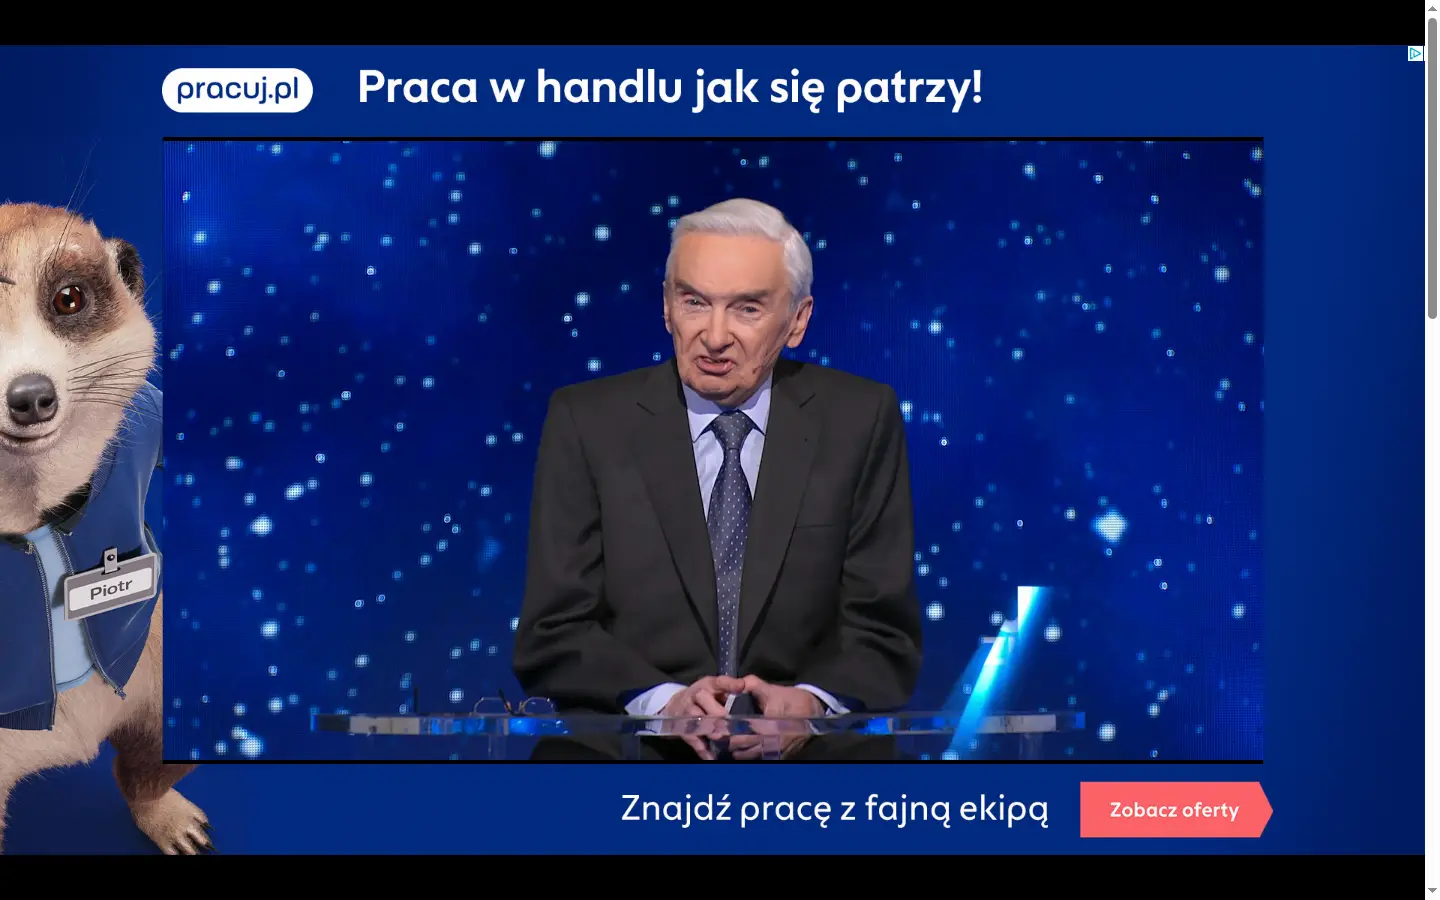 pracuj.pl
Praca w handlu jak się patrzy!
Piotr
Znajdź pracę z fajną ekipą
Zobacz oferty